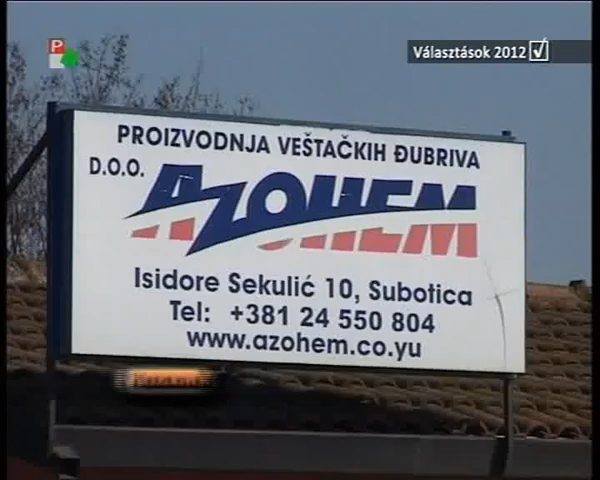 P
Választások 2012
PROIZVODNJA VEŠTAČKIH ĐUBRIVA
D.O.O. AZOHEM
Isidore Sekulić 10, Subotica
Tel: +381 24 550 804
www.azohem.co.yu